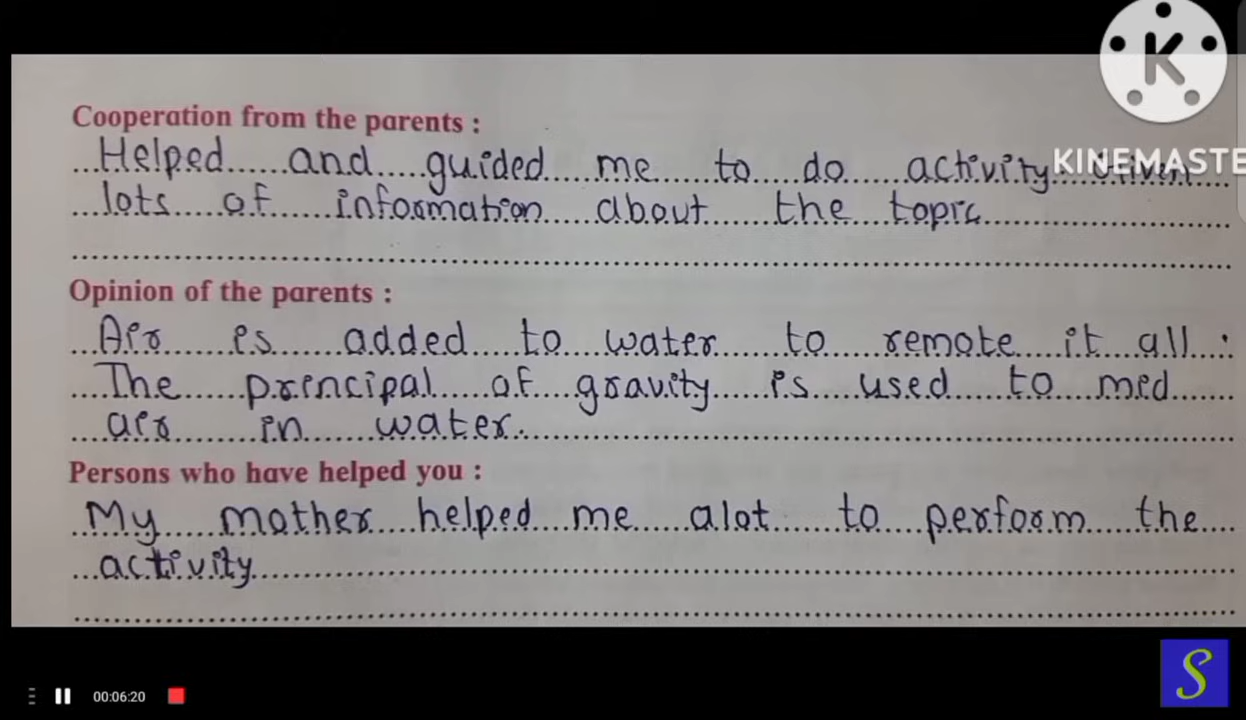 Cooperation from the parents :
Helped and guided me to do activity. Given
lots of information about the topic
Opinion of the parents :
Air is added to water to remote it all :
The principal of gravity is used to med
air in water.
Persons who have helped you :
My mother helped me alot to perform the
activity
KINEMASTE
K
S
00:06:20